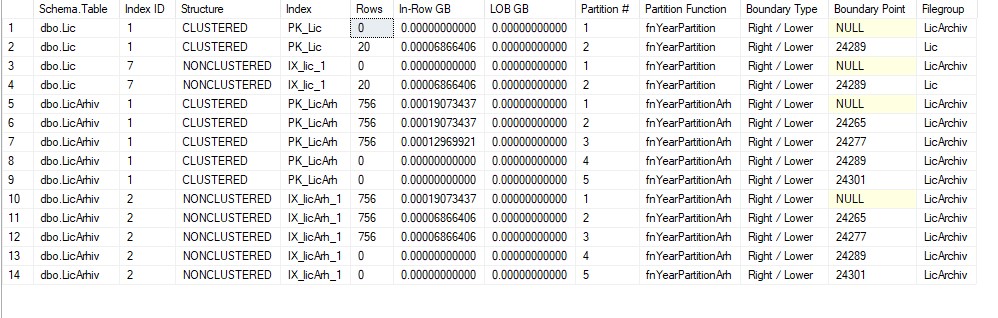 Schema.Table Index ID Structure Index Rows In-Row GB LOB GB Partition # Partition Function Boundary Type Boundary Point Filegroup
1 dbo.Lic 1 CLUSTERED PK_Lic 0 0.00000000000 0.00000000000 1 fnYearPartition Right / Lower NULL LicArchiv
2 dbo.Lic 1 CLUSTERED PK_Lic 20 0.00006866406 0.00000000000 2 fnYearPartition Right / Lower 24289 Lic
3 dbo.Lic 7 NONCLUSTERED IX_lic_1 0 0.00000000000 0.00000000000 1 fnYearPartition Right / Lower NULL LicArchiv
4 dbo.Lic 7 NONCLUSTERED IX_lic_1 20 0.00006866406 0.00000000000 2 fnYearPartition Right / Lower 24289 Lic
5 dbo.LicArhiv 1 CLUSTERED PK_LicArh 756 0.00019073437 0.00000000000 1 fnYearPartitionArh Right / Lower NULL LicArchiv
6 dbo.LicArhiv 1 CLUSTERED PK_LicArh 756 0.00019073437 0.00000000000 2 fnYearPartitionArh Right / Lower 24265 LicArchiv
7 dbo.LicArhiv 1 CLUSTERED PK_LicArh 756 0.00012969921 0.00000000000 3 fnYearPartitionArh Right / Lower 24277 LicArchiv
8 dbo.LicArhiv 1 CLUSTERED PK_LicArh 0 0.00000000000 0.00000000000 4 fnYearPartitionArh Right / Lower 24289 LicArchiv
9 dbo.LicArhiv 1 CLUSTERED PK_LicArh 0 0.00000000000 0.00000000000 5 fnYearPartitionArh Right / Lower 24301 LicArchiv
10 dbo.LicArhiv 2 NONCLUSTERED IX_licArh_1 756 0.00019073437 0.00000000000 1 fnYearPartitionArh Right / Lower NULL LicArchiv
11 dbo.LicArhiv 2 NONCLUSTERED IX_licArh_1 756 0.00006866406 0.00000000000 2 fnYearPartitionArh Right / Lower 24265 LicArchiv
12 dbo.LicArhiv 2 NONCLUSTERED IX_licArh_1 756 0.00006866406 0.00000000000 3 fnYearPartitionArh Right / Lower 24277 LicArchiv
13 dbo.LicArhiv 2 NONCLUSTERED IX_licArh_1 0 0.00000000000 0.00000000000 4 fnYearPartitionArh Right / Lower 24289 LicArchiv
14 dbo.LicArhiv 2 NONCLUSTERED IX_licArh_1 0 0.00000000000 0.00000000000 5 fnYearPartitionArh Right / Lower 24301 LicArchiv